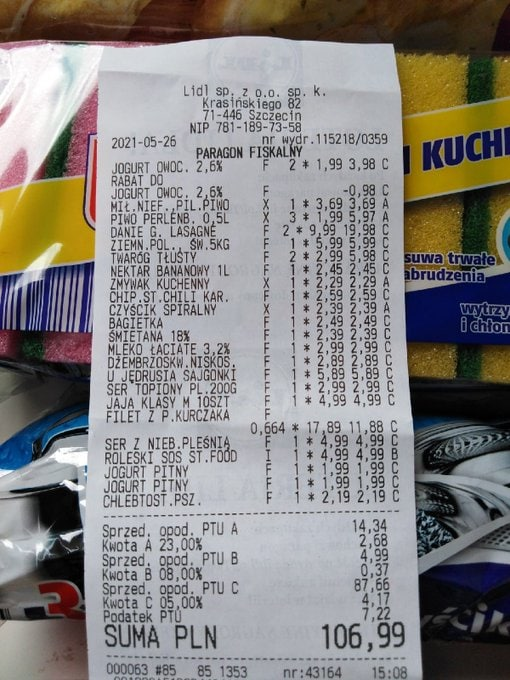 Lidl sp. z o.o. sp. k.
Krasińskiego 82
71-446 Szczecin
NIP 781-189-73-58
2021-05-26 nr wydr.115218/0359
PARAGON FISKALNY
JOGURT OWOC. 2,6% F 2 * 1,99 3,98 C
RABAT DO
JOGURT OWOC. 2,6% F -0,98 C
MIŁ.NIEF..PIL.PIWO X 1 * 3,69 3,69 A
PIWO PERLENB. 0,5L X 3 * 1,99 5,97 A
DANIE G. LASAGNE F 2 * 9,99 19,98 C
ZIEMN.POL., ŚW.5KG F 1 * 5,99 5,99 C
TWARÓG TŁUSTY F 2 * 2,99 5,98 C
NEKTAR BANANOWY 1L F 1 * 2,45 2,45 C
ZMYWAK KUCHENNY X 1 * 2,29 2,29 A
CHIP.ST.CHILI KAR. F 1 * 2,59 2,59 C
CZYŚCIK SPIRALNY X 1 * 2,39 2,39 A
BAGIETKA F 1 * 2,49 2,49 C
ŚMIETANA 18% F 1 * 2,39 2,39 C
MLEKO ŁACIATE 3,2% F 1 * 2,99 2,99 C
DŻEMBRZOSKW.NISKOS. F 1 * 2,89 2,89 C
U JĘDRUSIA SAJGONKI F 1 * 5,89 5,89 C
SER TOPIONY PL.200G F 1 * 2,99 2,99 C
JAJA KLASY M 10SZT F 1 * 4,99 4,99 C
FILET Z P.KURCZAKA F
0,664 * 17,89 11,88 C
SER Z NIEB.PLEŚNIĄ F 1 * 4,99 4,99 C
ROLESKI SOS ST.FOOD I 1 * 4,99 4,99 B
JOGURT PITNY F 1 * 1,99 1,99 C
JOGURT PITNY F 1 * 1,99 1,99 C
CHLEBTOST.PSZ. F 1 * 2,19 2,19 C
Sprzed. opod. PTU A 14,34
Kwota A 23,00% 2,68
Sprzed. opod. PTU B 4,99
Kwota B 08,00% 0,37
Sprzed. opod. PTU C 87,66
Kwota C 05,00% 4,17
Podatek PTU 7,22
SUMA PLN 106,99
000063 #85 85 1353 nr:43164 15:08
KUCH
suwa trwałe
abrudzenia
wytrzy
i chłon
3
ścik